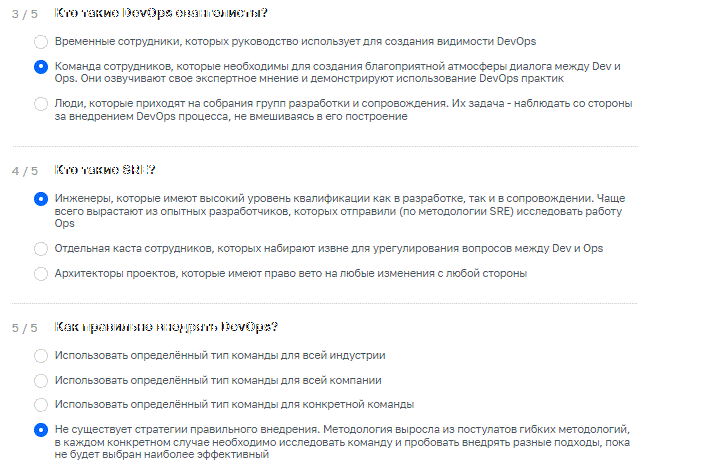 3 / 5 Кто такие DevOps евангелисты?
Временные сотрудники, которых руководство использует для создания видимости DevOps
Команда сотрудников, которые необходимы для создания благоприятной атмосферы диалога между Dev и
Ops. Они озвучивают свое экспертное мнение и демонстрируют использование DevOps практик
Люди, которые приходят на собрания групп разработки и сопровождения. Их задача - наблюдать со стороны
за внедрением DevOps процесса, не вмешиваясь в его построение
4 / 5 Кто такие SRE?
Инженеры, которые имеют высокий уровень квалификации как в разработке, так и в сопровождении. Чаще
всего вырастают из опытных разработчиков, которых отправили (по методологии SRE) исследовать работу
Ops
Отдельная каста сотрудников, которых набирают извне для урегулирования вопросов между Dev и Ops
Архитекторы проектов, которые имеют право вето на любые изменения с любой стороны
5 / 5 Как правильно внедрять DevOps?
Использовать определённый тип команды для всей индустрии
Использовать определённый тип команды для всей компании
Использовать определённый тип команды для конкретной команды
Не существует стратегии правильного внедрения. Методология выросла из постулатов гибких методологий,
в каждом конкретном случае необходимо исследовать команду и пробовать внедрять разные подходы, пока
не будет выбран наиболее эффективный